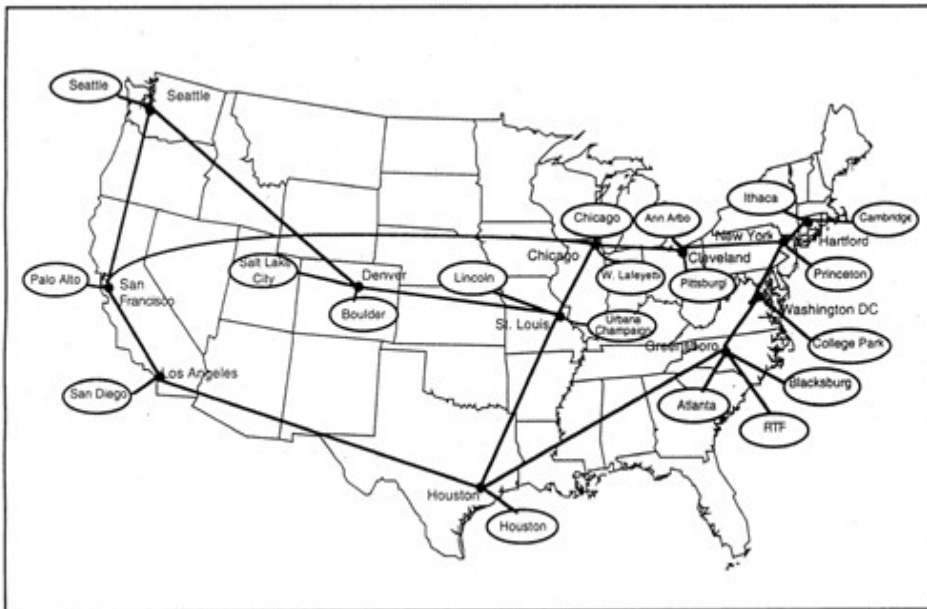 Seattle
Seattle
Ithaca
Cambridge
Chicago
Ann Arbo
New York
Hartford
Chicago
Cleveland
Salt Lake
City
Denver
Lincoln
W. Lafeyette
Pittsburgl
Princeton
Palo Alto
San
Francisco
Boulder
St. Louis
Urbana
Champaign
Washington DC
Greensboro
College Park
Los Angeles
San Diego
Blacksburg
Atlanta
RTF
Houston
Houston